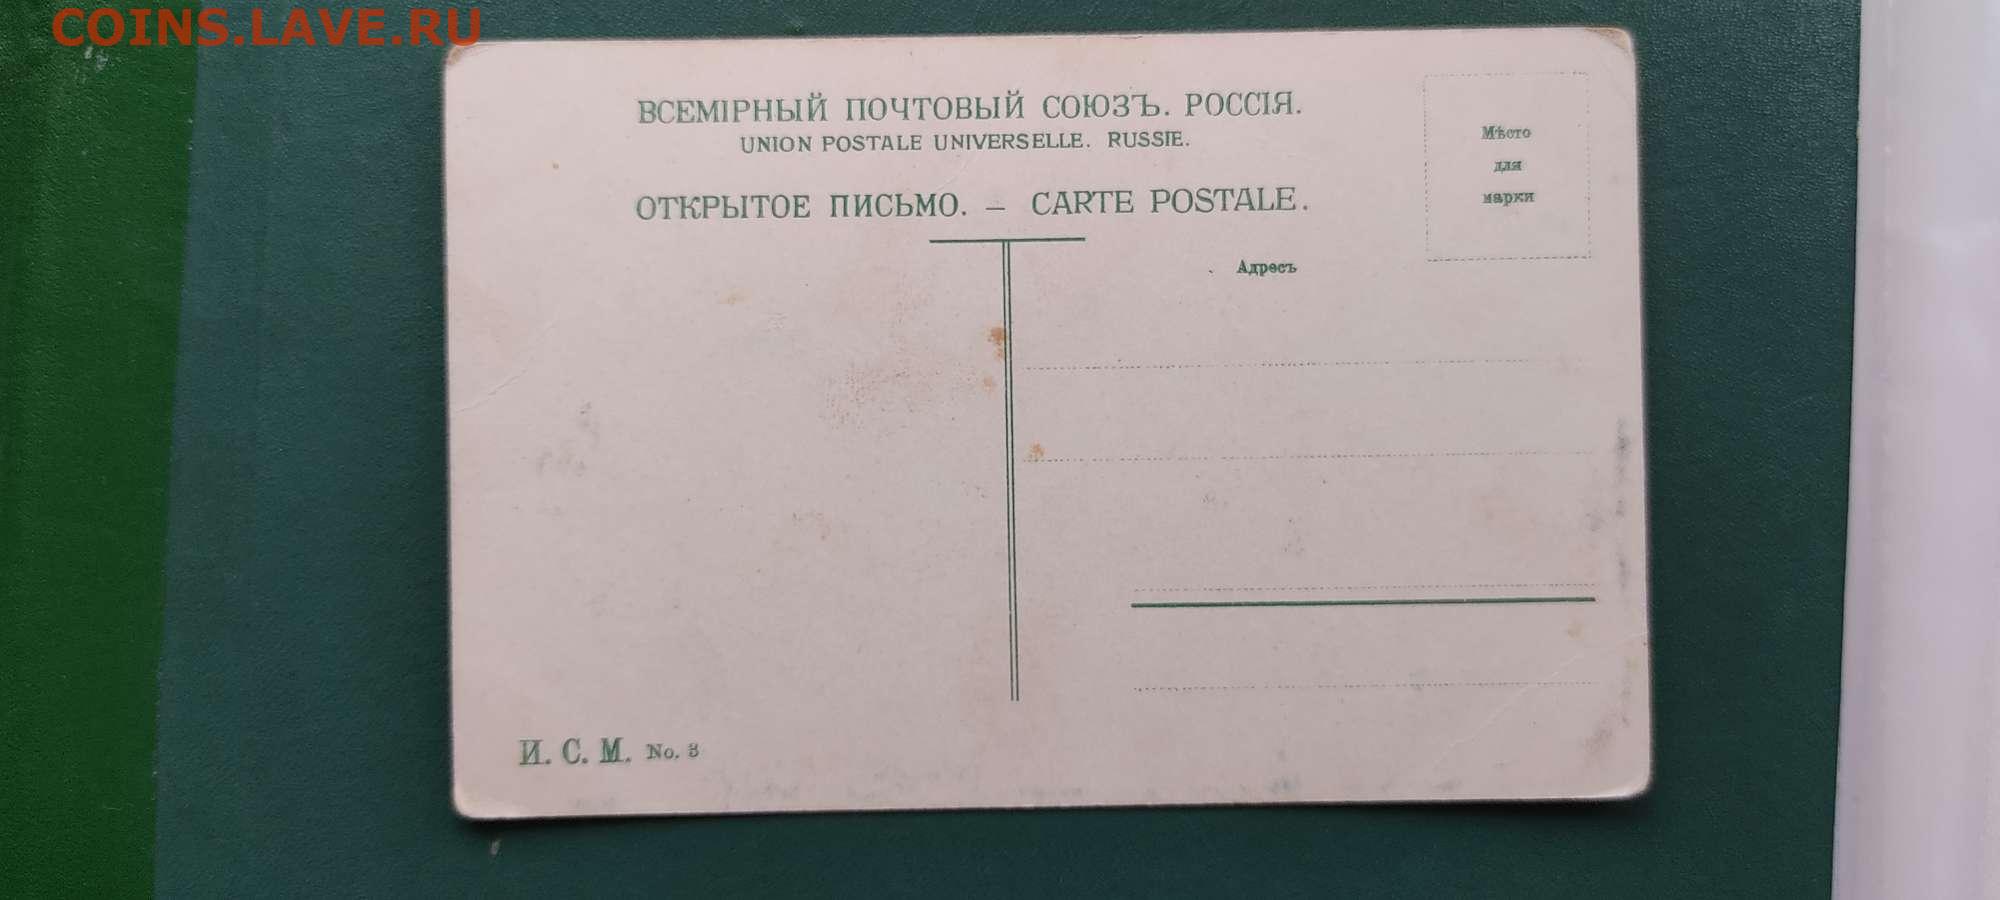 COINS.LAVE.RU
ВСЕМІРНЫЙ ПОЧТОВЫЙ СОЮЗЪ. РОССІЯ.
UNION POSTALE UNIVERSELLE. RUSSIE.
ОТКРЫТОЕ ПИСЬМО. — CARTE POSTALE.
Мѣсто
для
марки
Адресъ
И. С. М. No. 3